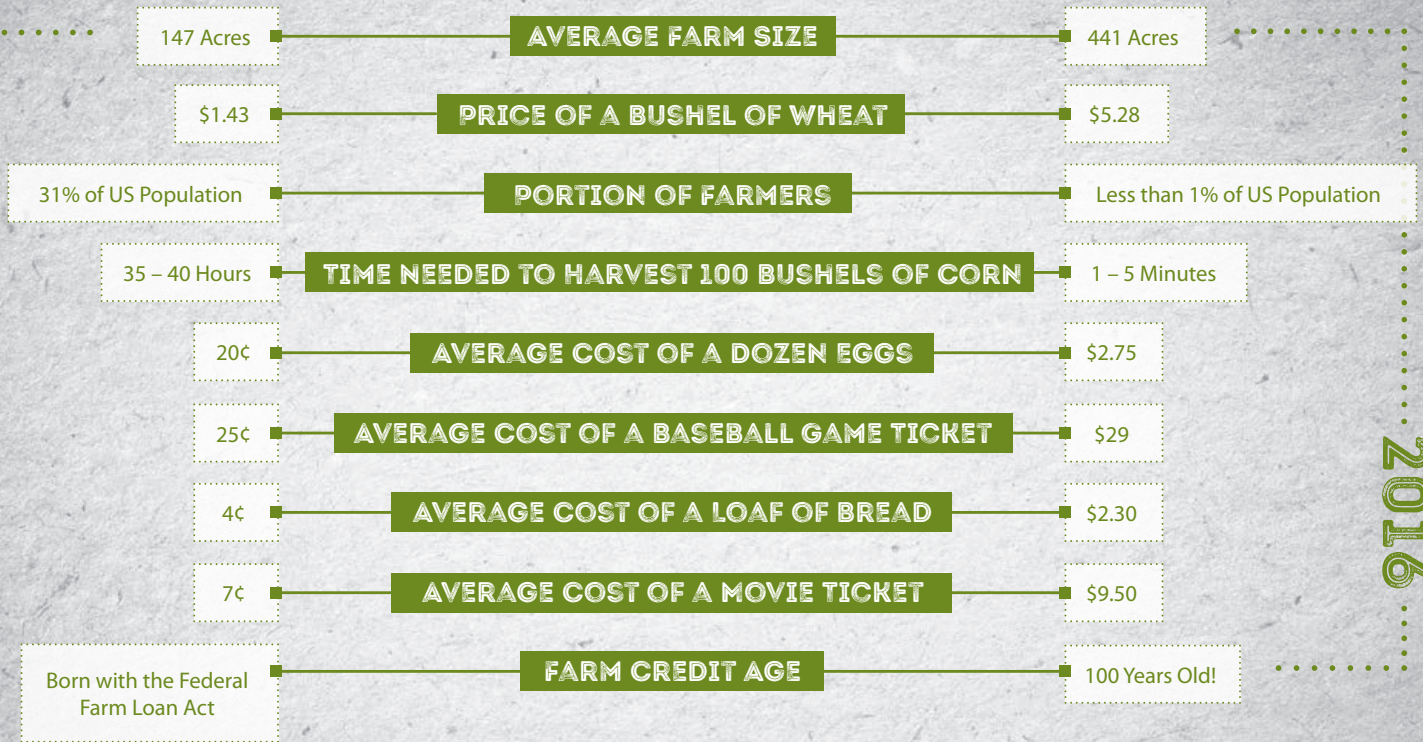 147 Acres
AVERAGE FARM SIZE
441 Acres
$1.43
PRICE OF A BUSHEL OF WHEAT
$5.28
31% of US Population
PORTION OF FARMERS
Less than 1% of US Population
35 – 40 Hours
TIME NEEDED TO HARVEST 100 BUSHELS OF CORN
1 – 5 Minutes
20¢
AVERAGE COST OF A DOZEN EGGS
$2.75
25¢
AVERAGE COST OF A BASEBALL GAME TICKET
$29
4¢
AVERAGE COST OF A LOAF OF BREAD
$2.30
7¢
AVERAGE COST OF A MOVIE TICKET
$9.50
Born with the Federal
Farm Loan Act
FARM CREDIT AGE
100 Years Old!
2016